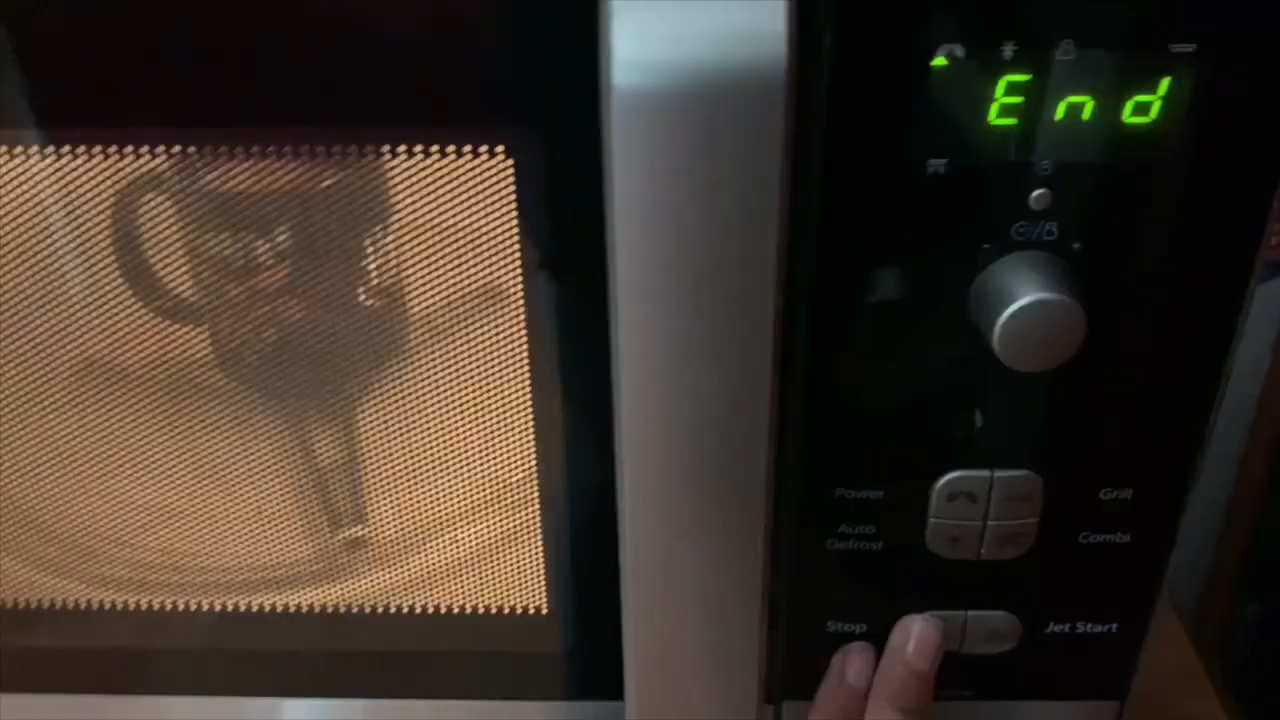 End
Power
Grill
Auto
Defrost
Combi
Stop
Jet Start